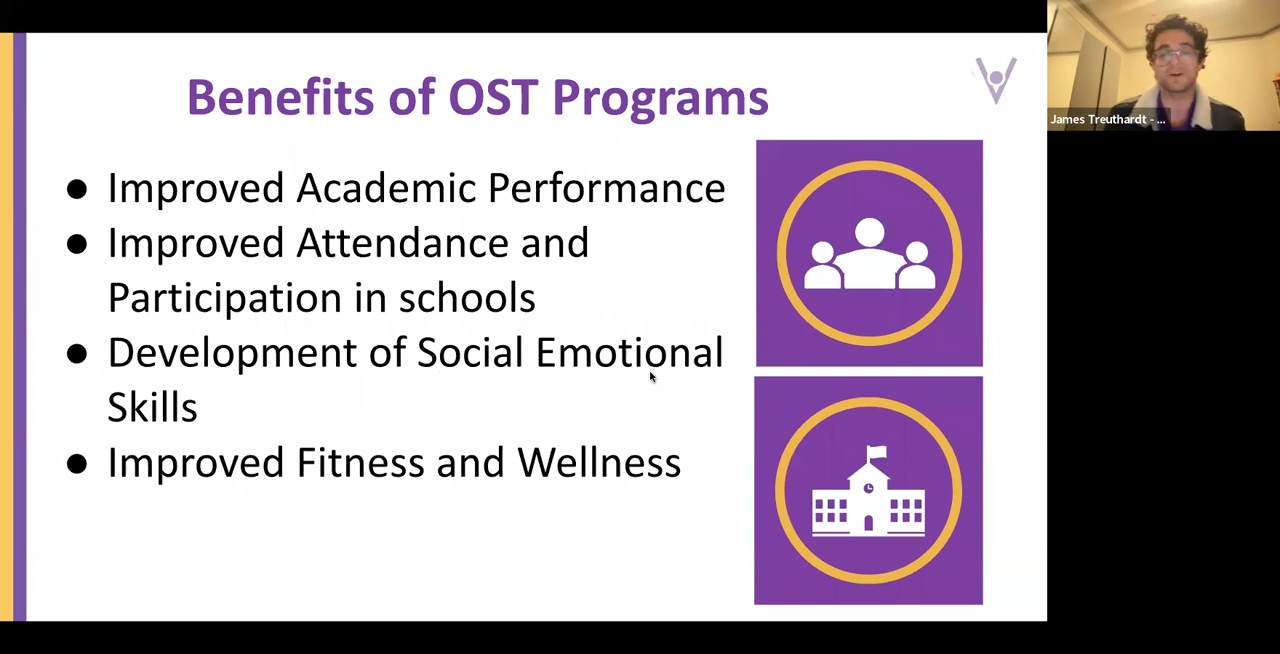 Benefits of OST Programs
● Improved Academic Performance
● Improved Attendance and
Participation in schools
● Development of Social Emotional
Skills
● Improved Fitness and Wellness
James Treuthardt - ...